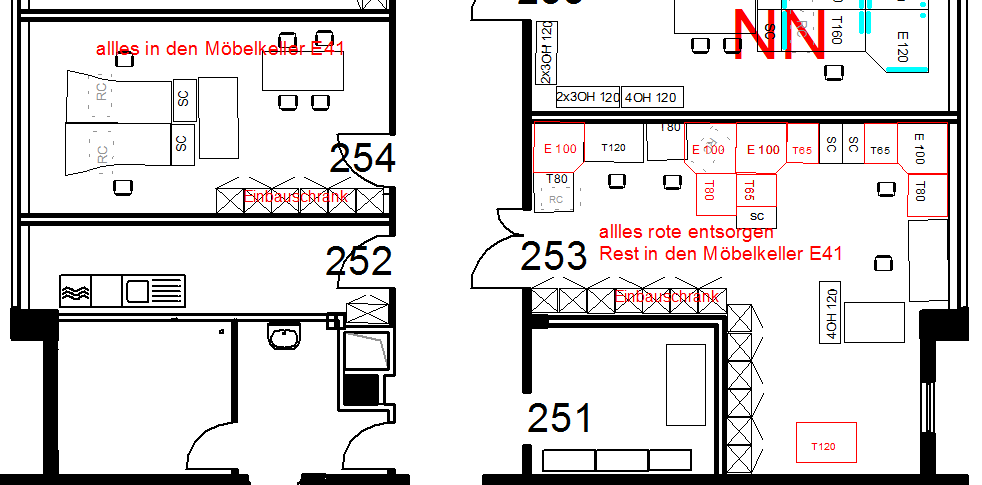 allles in den Möbelkeller E41
RC
SC
RC
SC
254
Einbauschrank
252
2x3OH 120
2x3OH 120
4OH 120
NN
SC
RC
T160
E 120
E 100
T120
T80
E 100
E 100
T65
SC
SC
T65
E 100
T80
RC
T80
T65
SC
T80
allles rote entsorgen
Rest in den Möbelkeller E41
253
Einbauschrank
4OH 120
251
T120